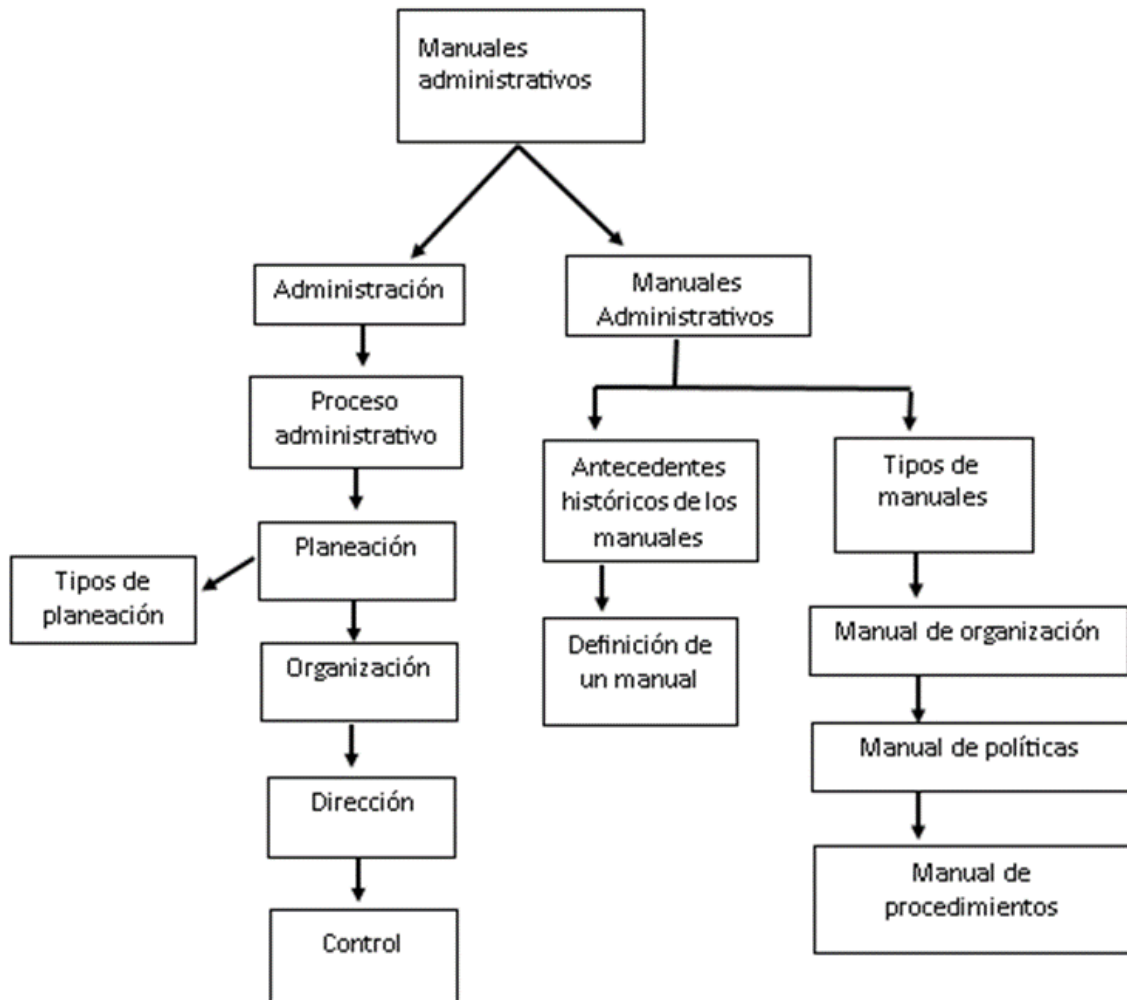 Manuales
administrativos
Administración
Manuales
Administrativos
Proceso
administrativo
Antecedentes
históricos de los
manuales
Tipos de
manuales
Planeación
Tipos de
planeación
Organización
Definición de
un manual
Manual de organización
Manual de políticas
Dirección
Manual de
procedimientos
Control